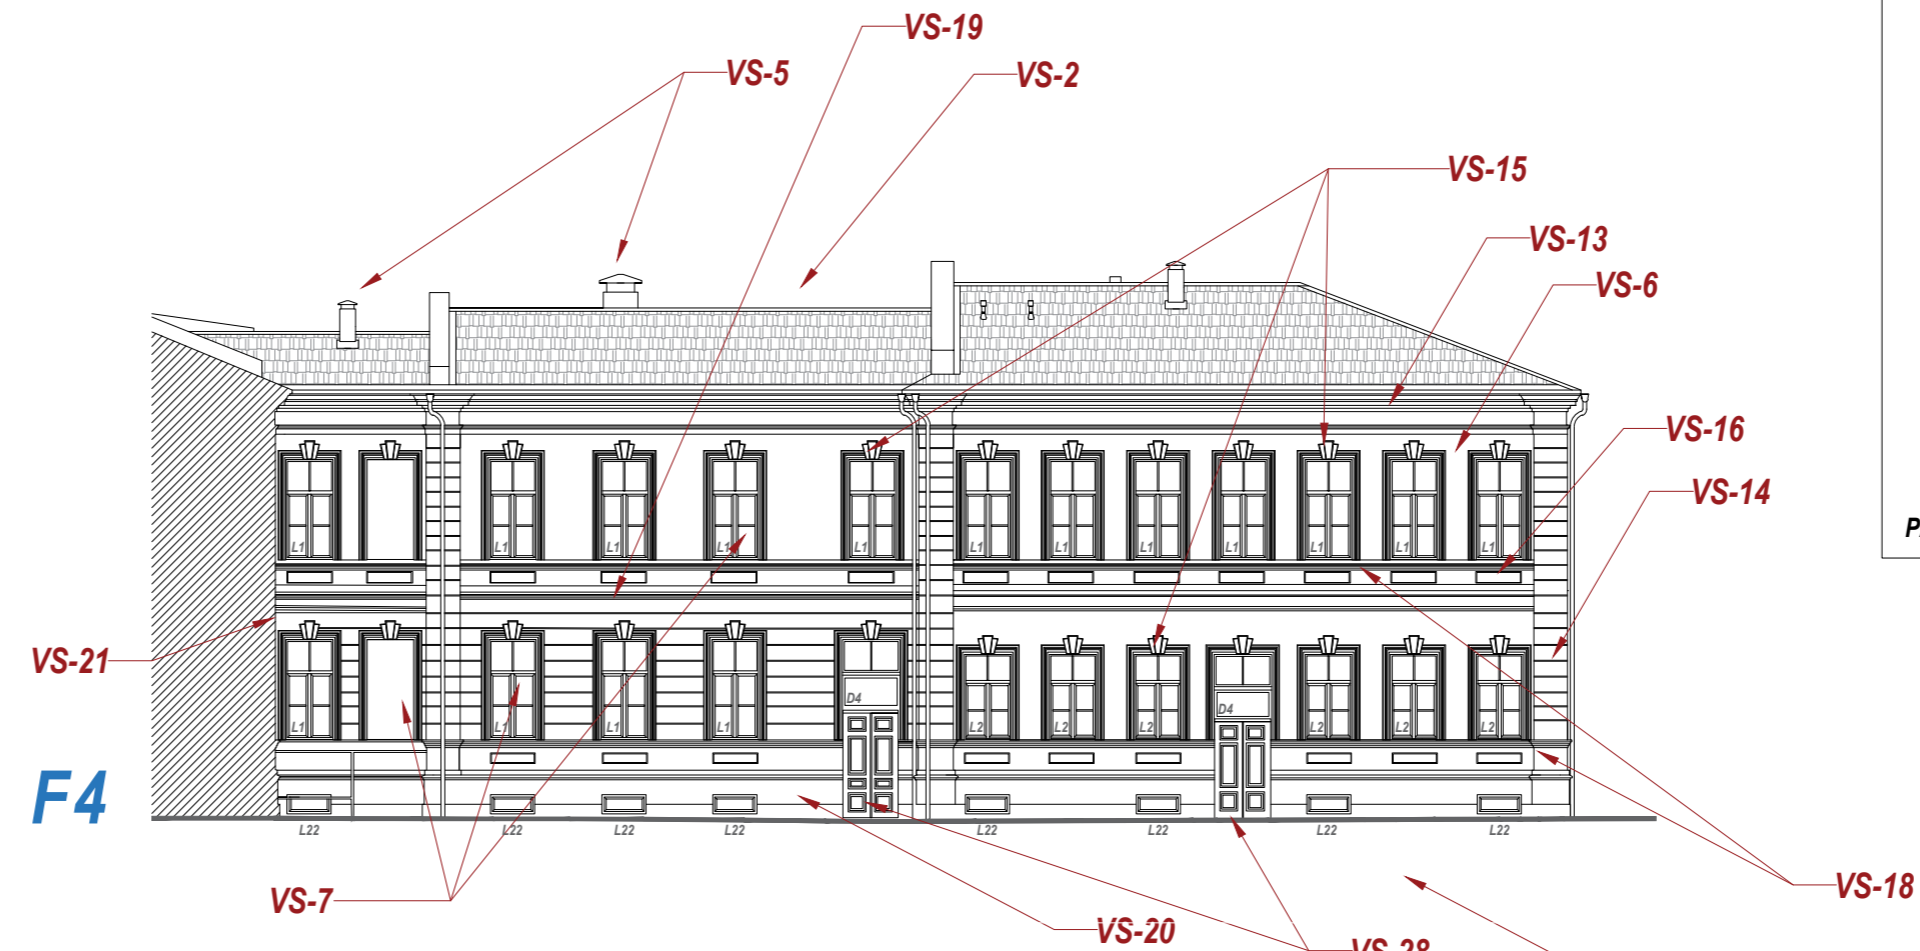 VS-19
VS-5
VS-2
VS-15
VS-13
VS-6
VS-16
VS-14
L1 L1 L1 L1 L1 L1 L1 L1 L1 L1 L1 L1
VS-21
D4
D4
L1 L1 L1 L1 L2 L2 L2 L2 L2 L2
F4
L22 L22 L22 L22 L22 L22 L22 L22
VS-7
VS-18
VS-20
VS-28